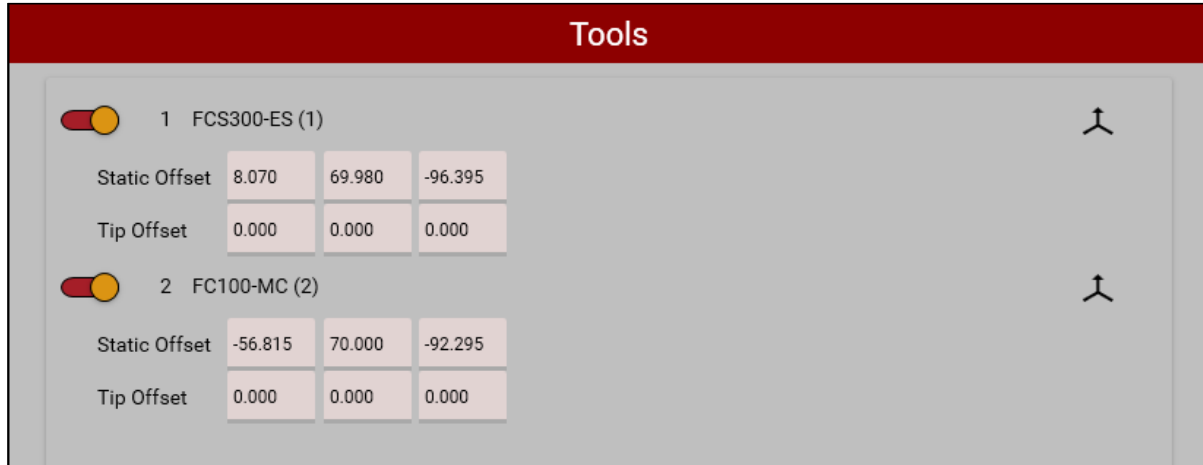 Tools
1 FCS300-ES (1)
Static Offset 8.070 69.980 -96.395
Tip Offset 0.000 0.000 0.000
2 FC100-MC (2)
Static Offset -56.815 70.000 -92.295
Tip Offset 0.000 0.000 0.000